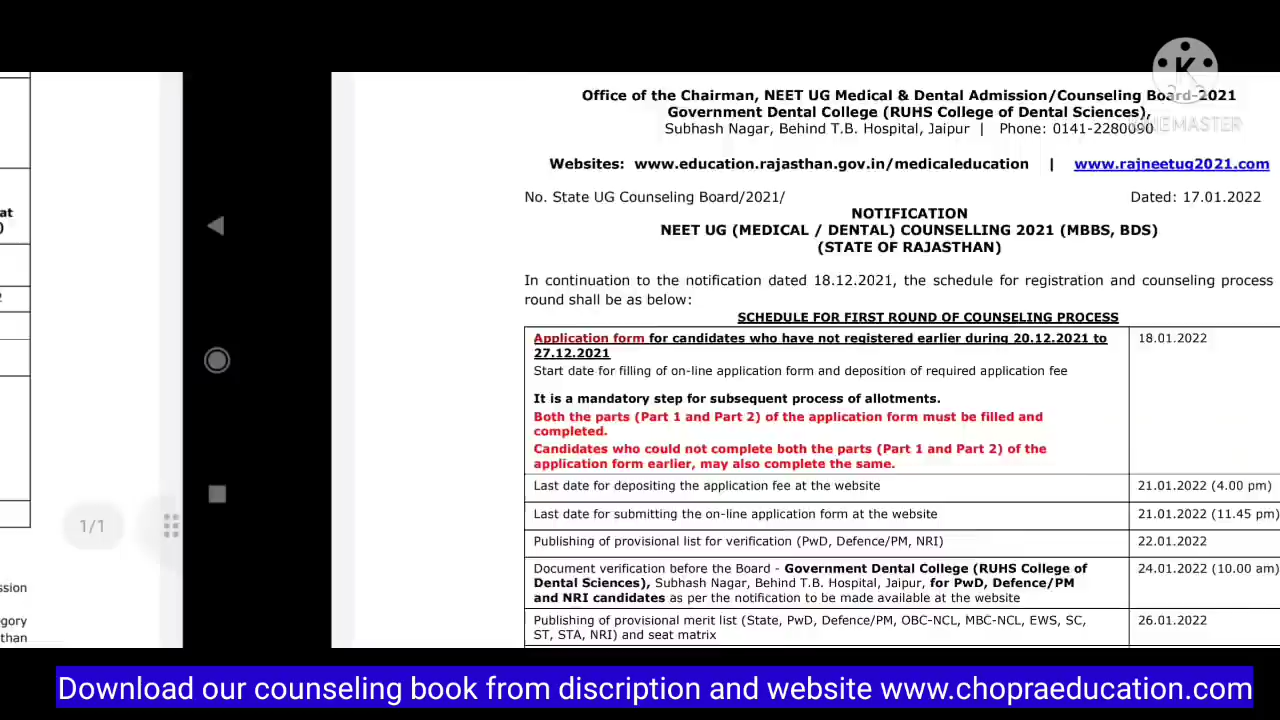 Office of the Chairman, NEET UG Medical & Dental Admission/Counseling Board-2021
Government Dental College (RUHS College of Dental Sciences),
Subhash Nagar, Behind T.B. Hospital, Jaipur | Phone: 0141-2280090
Websites: www.education.rajasthan.gov.in/medicaleducation | www.rajneetug2021.com
No. State UG Counseling Board/2021/ Dated: 17.01.2022
NOTIFICATION
NEET UG (MEDICAL / DENTAL) COUNSELLING 2021 (MBBS, BDS)
(STATE OF RAJASTHAN)
In continuation to the notification dated 18.12.2021, the schedule for registration and counseling process
round shall be as below:
SCHEDULE FOR FIRST ROUND OF COUNSELING PROCESS
Application form for candidates who have not registered earlier during 20.12.2021 to 18.01.2022
27.12.2021
Start date for filling of on-line application form and deposition of required application fee
It is a mandatory step for subsequent process of allotments.
Both the parts (Part 1 and Part 2) of the application form must be filled and
completed.
Candidates who could not complete both the parts (Part 1 and Part 2) of the
application form earlier, may also complete the same.
Last date for depositing the application fee at the website 21.01.2022 (4.00 pm)
Last date for submitting the on-line application form at the website 21.01.2022 (11.45 pm)
Publishing of provisional list for verification (PwD, Defence/PM, NRI) 22.01.2022
Document verification before the Board - Government Dental College (RUHS College of 24.01.2022 (10.00 am)
Dental Sciences), Subhash Nagar, Behind T.B. Hospital, Jaipur, for PwD, Defence/PM
and NRI candidates as per the notification to be made available at the website
Publishing of provisional merit list (State, PwD, Defence/PM, OBC-NCL, MBC-NCL, EWS, SC, 26.01.2022
ST, STA, NRI) and seat matrix
1/1
Download our counseling book from discription and website www.chopraeducation.com